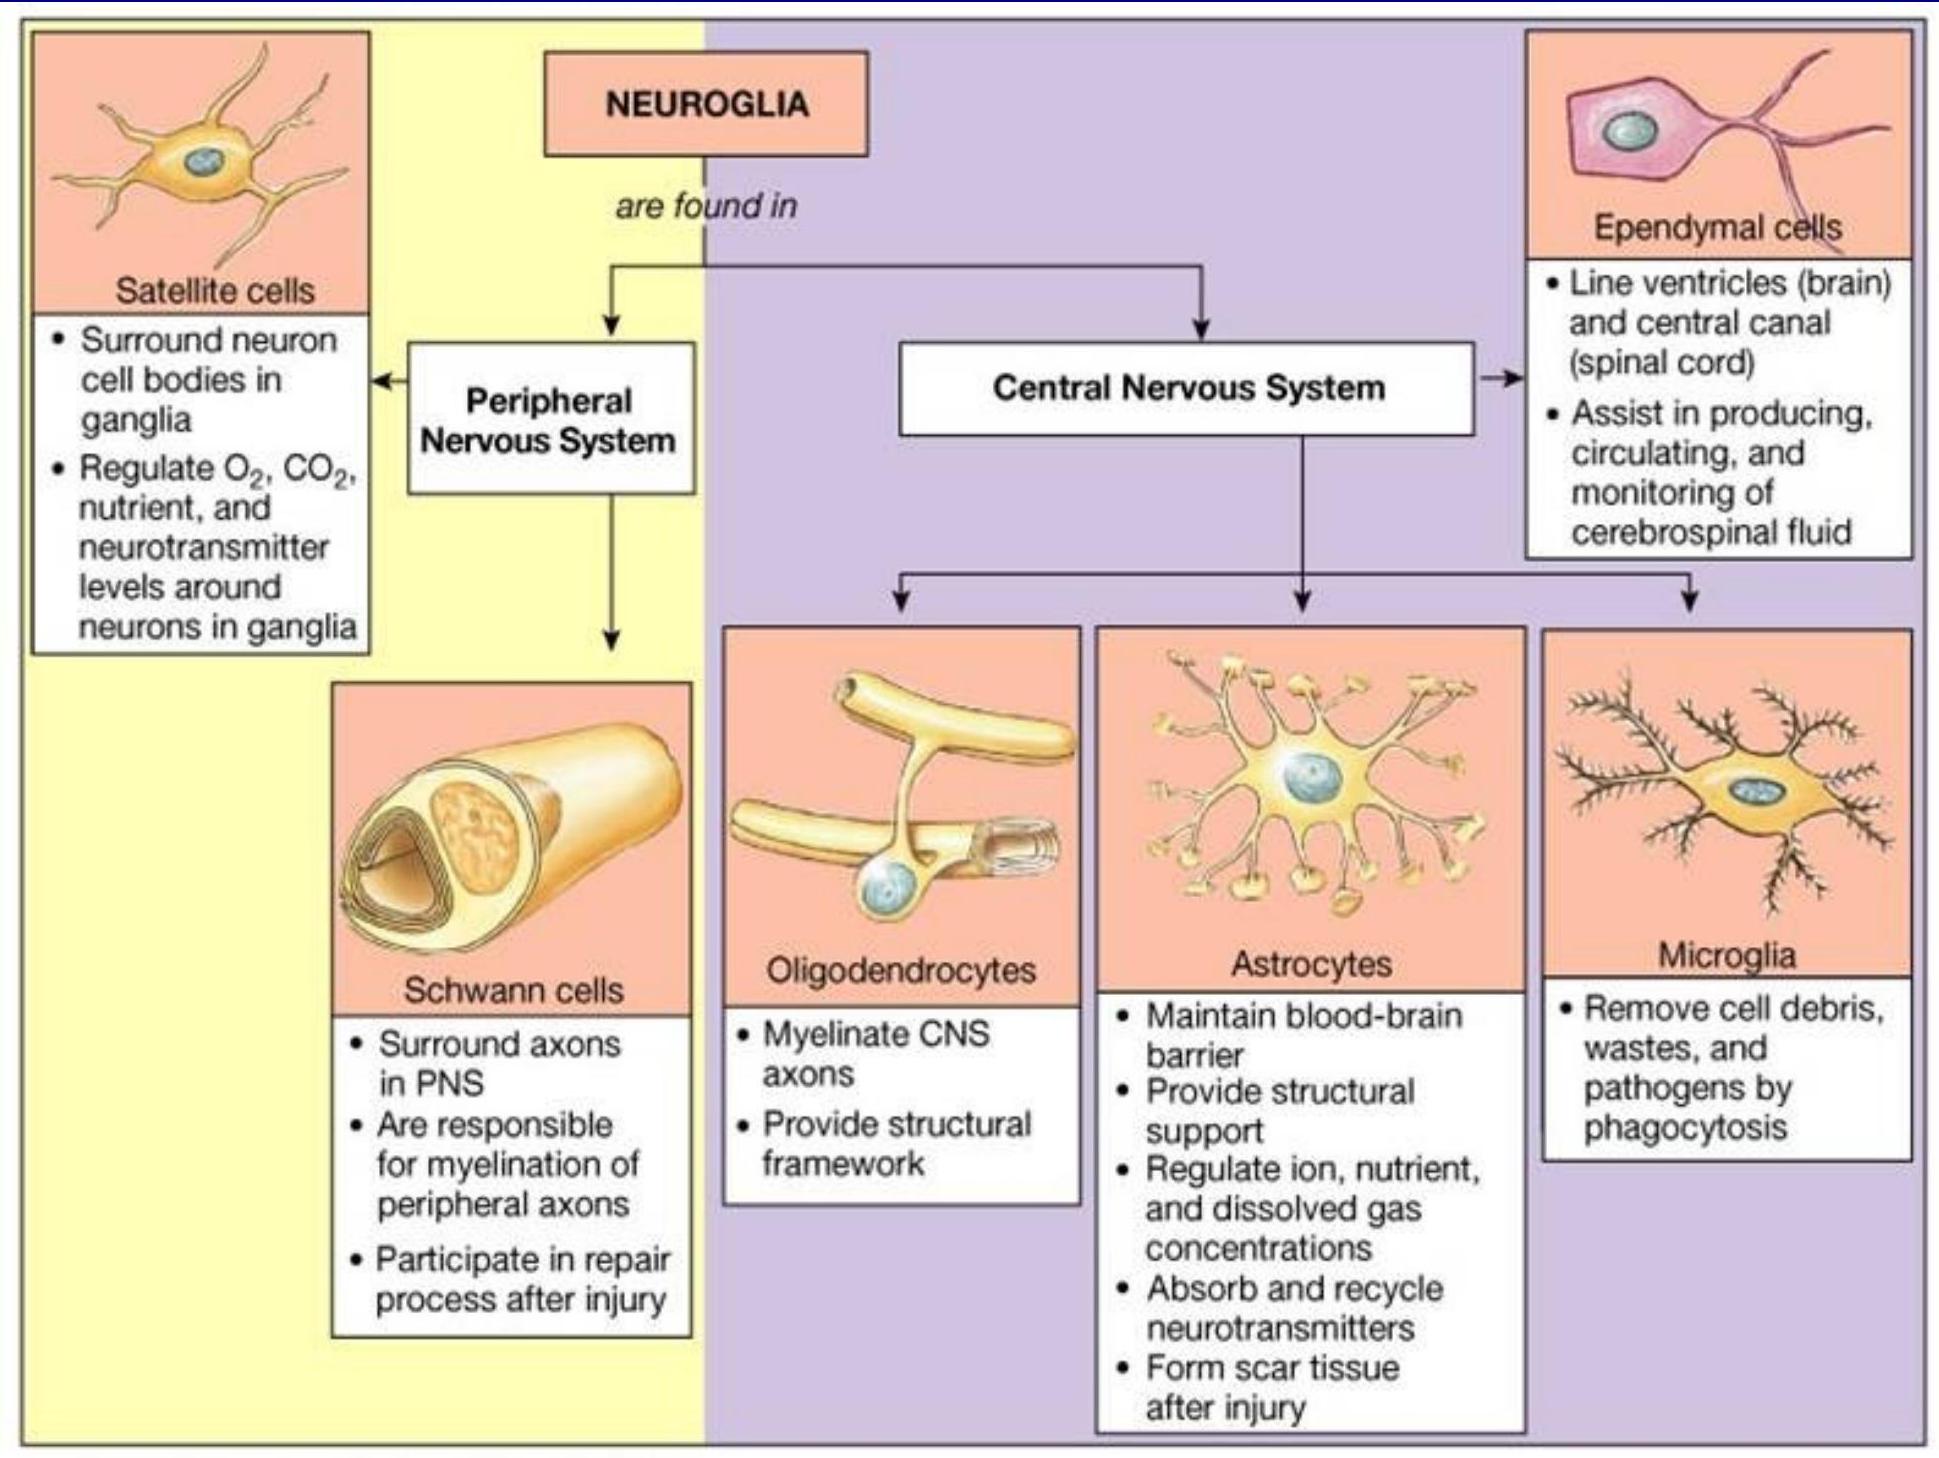 NEUROGLIA
are found in
Satellite cells
• Surround neuron
cell bodies in
ganglia
• Regulate O₂, CO₂,
nutrient, and
neurotransmitter
levels around
neurons in ganglia
Peripheral
Nervous System
Central Nervous System
Ependymal cells
• Line ventricles (brain)
and central canal
(spinal cord)
• Assist in producing,
circulating, and
monitoring of
cerebrospinal fluid
Schwann cells
• Surround axons
in PNS
• Are responsible
for myelination of
peripheral axons
• Participate in repair
process after injury
Oligodendrocytes
• Myelinate CNS
axons
• Provide structural
framework
Astrocytes
• Maintain blood-brain
barrier
• Provide structural
support
• Regulate ion, nutrient,
and dissolved gas
concentrations
• Absorb and recycle
neurotransmitters
• Form scar tissue
after injury
Microglia
• Remove cell debris,
wastes, and
pathogens by
phagocytosis